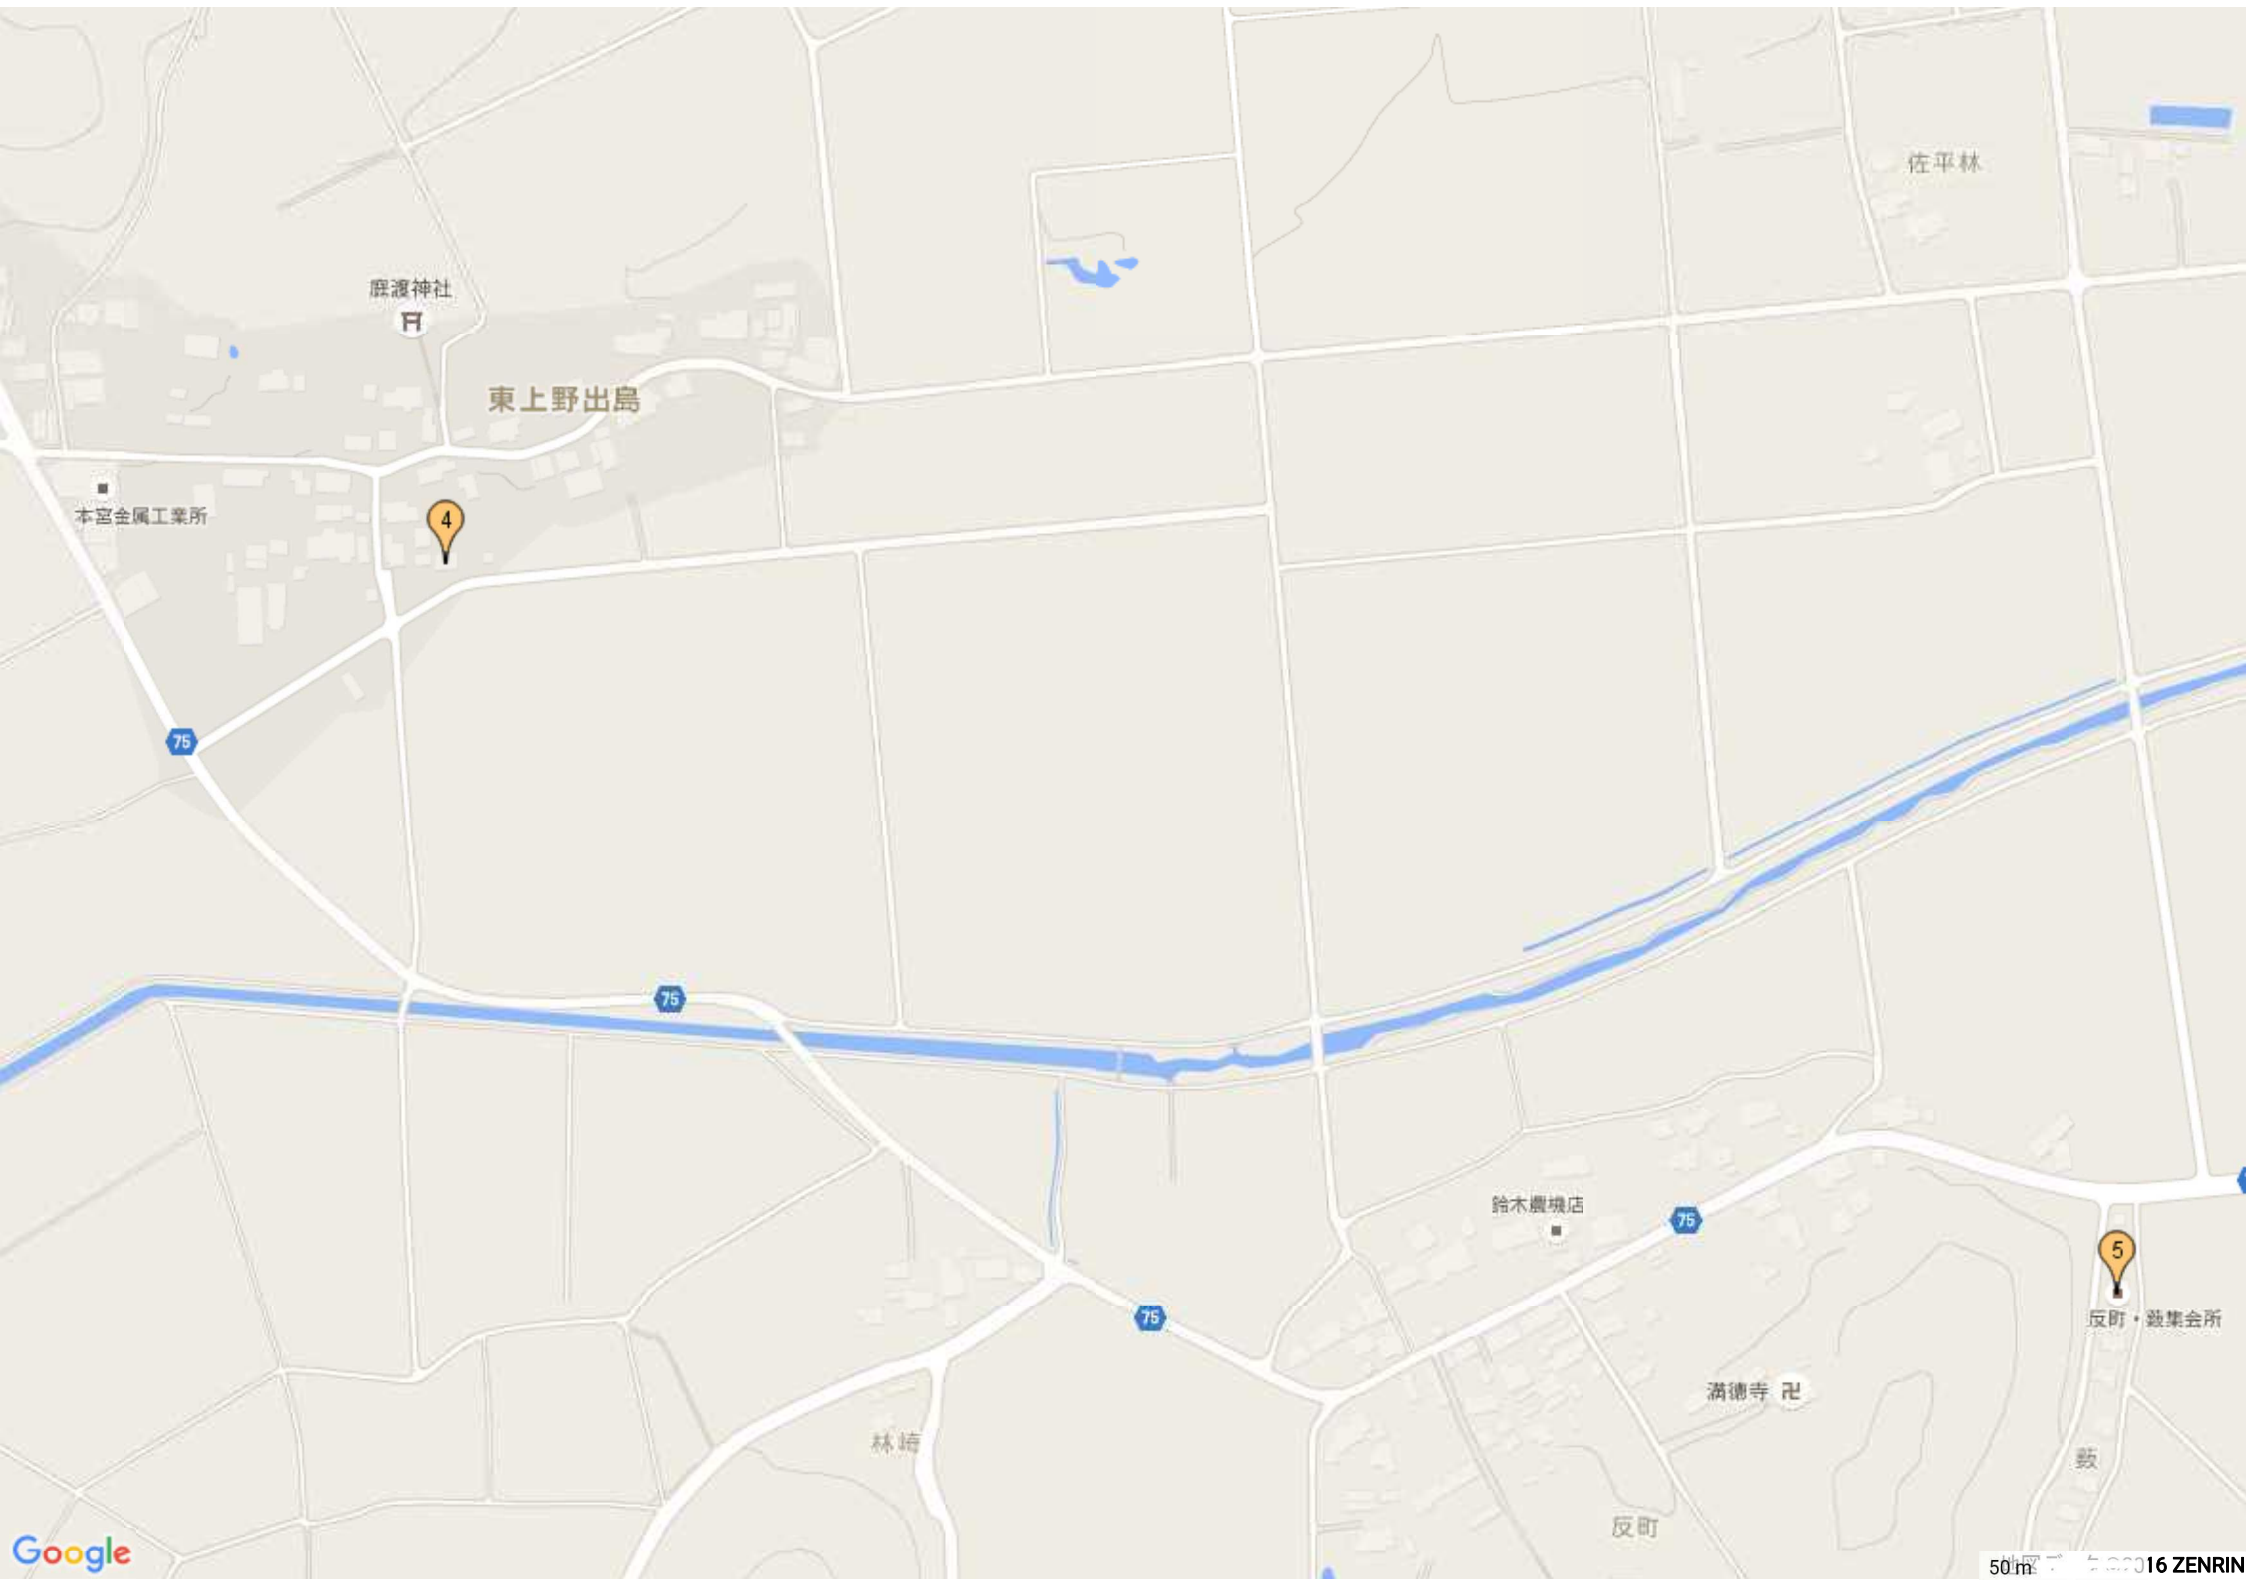 佐平林
庭渡神社
東上野出島
本宮金属工業所
4
75
75
鈴木農機店
75
5
75
反町・藪集会所
満徳寺
林崎
藪
反町
Google
50 m
16 ZENRIN